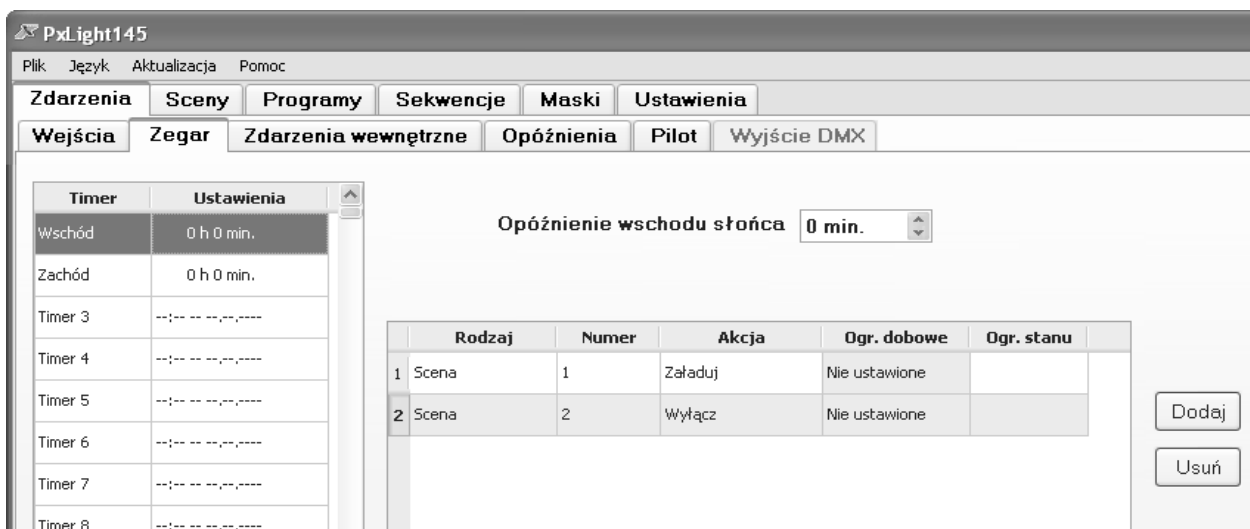 PxLight145
Plik Język Aktualizacja Pomoc
Zdarzenia Sceny Programy Sekwencje Maski Ustawienia
Wejścia Zegar Zdarzenia wewnętrzne Opóźnienia Pilot Wyjście DMX
Timer Ustawienia
Wschód 0 h 0 min.
Zachód 0 h 0 min.
Timer 3 --:-- -- --.--.----
Timer 4 --:-- -- --.--.----
Timer 5 --:-- -- --.--.----
Timer 6 --:-- -- --.--.----
Timer 7 --:-- -- --.--.----
Timer 8 --:-- -- --.--.----
Opóźnienie wschodu słońca 0 min.
Rodzaj Numer Akcja Ogr. dobowe Ogr. stanu
1 Scena 1 Załaduj Nie ustawione
2 Scena 2 Wyłącz Nie ustawione
Dodaj
Usuń